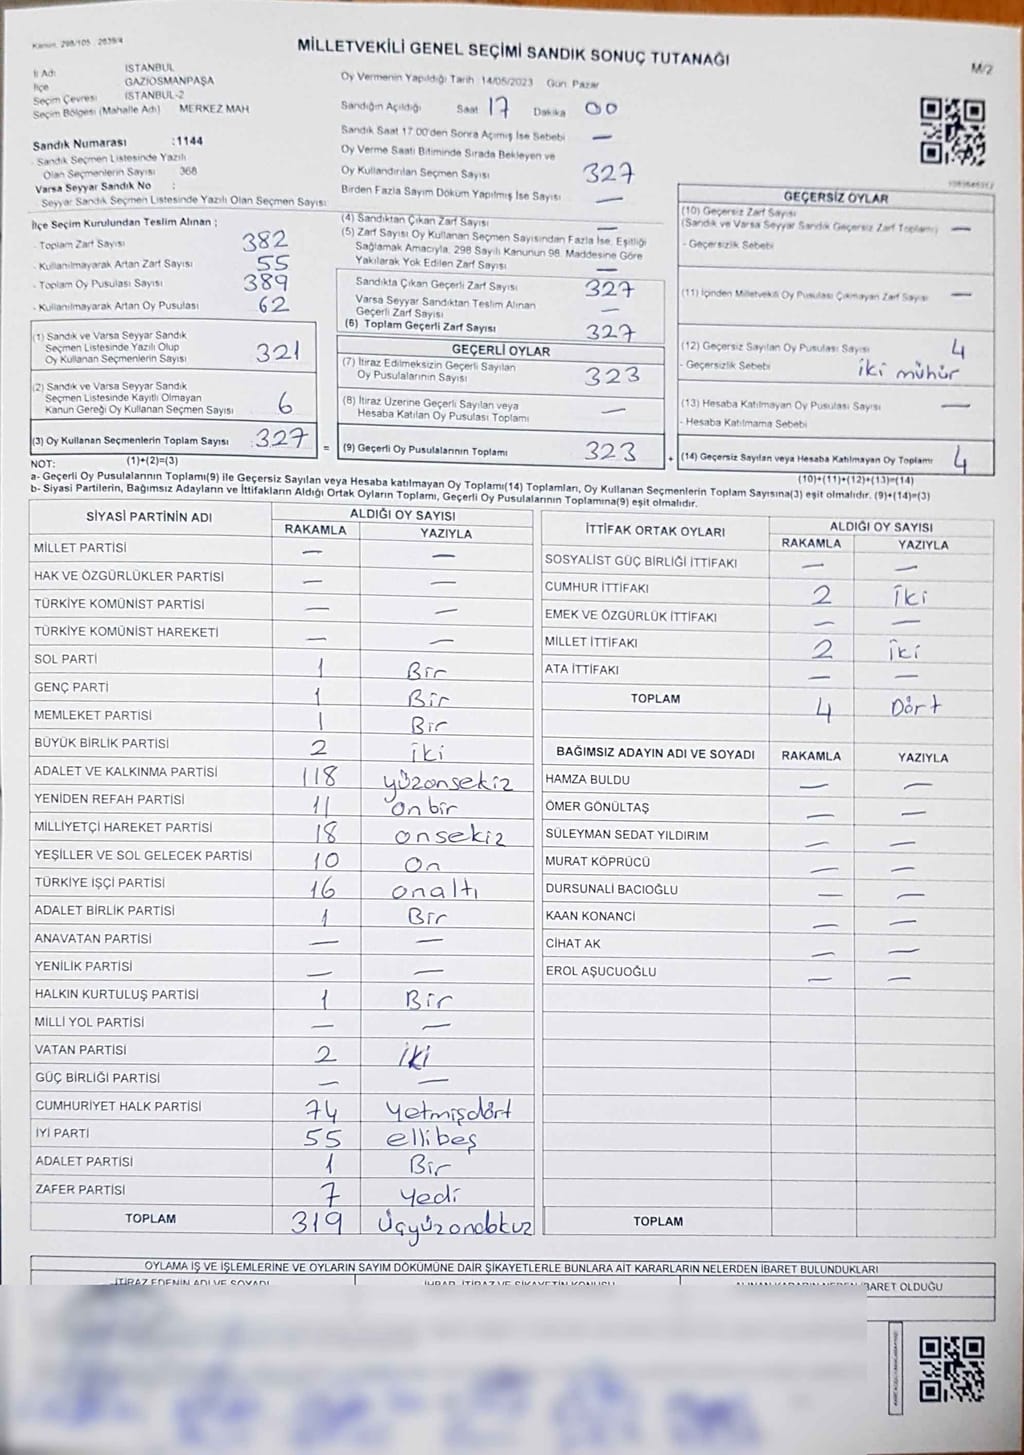 Kanun: 298/105 : 2839/4
MİLLETVEKİLİ GENEL SEÇİMİ SANDIK SONUÇ TUTANAĞI
M/2
İl Adı İSTANBUL
İlçe GAZİOSMANPAŞA
Seçim Çevresi İSTANBUL-2
Seçim Bölgesi (Mahalle Adı) MERKEZ MAH
Oy Vermenin Yapıldığı Tarih :14/05/2023 Gün: Pazar
Sandığın Açıldığı Saat 17 Dakika 00
Sandık Saat 17:00'den Sonra Açılmış İse Sebebi —
Oy Verme Saati Bitiminde Sırada Bekleyen ve
Oy Kullandırılan Seçmen Sayısı 327
Birden Fazla Sayım Döküm Yapılmış İse Sayısı —
Sandık Numarası :1144
- Sandık Seçmen Listesinde Yazılı
Olan Seçmenlerin Sayısı : 368
Varsa Seyyar Sandık No :
Seyyar Sandık Seçmen Listesinde Yazılı Olan Seçmen Sayısı:
İlçe Seçim Kurulundan Teslim Alınan ;
- Toplam Zarf Sayısı 382
- Kullanılmayarak Artan Zarf Sayısı 55
- Toplam Oy Pusulası Sayısı 389
- Kullanılmayarak Artan Oy Pusulası 62
(1) Sandık ve Varsa Seyyar Sandık
Seçmen Listesinde Yazılı Olup
Oy Kullanan Seçmenlerin Sayısı 321
(2) Sandık ve Varsa Seyyar Sandık
Seçmen Listesinde Kayıtlı Olmayan
Kanun Gereği Oy Kullanan Seçmen Sayısı 6
(3) Oy Kullanan Seçmenlerin Toplam Sayısı 327 =
(4) Sandıktan Çıkan Zarf Sayısı —
(5) Zarf Sayısı Oy Kullanan Seçmen Sayısından Fazla İse, Eşitliği
Sağlamak Amacıyla, 298 Sayılı Kanunun 98. Maddesine Göre
Yakılarak Yok Edilen Zarf Sayısı —
Sandıkta Çıkan Geçerli Zarf Sayısı 327
Varsa Seyyar Sandıktan Teslim Alınan
Geçerli Zarf Sayısı —
(6) Toplam Geçerli Zarf Sayısı 327
GEÇERLİ OYLAR
(7) İtiraz Edilmeksizin Geçerli Sayılan
Oy Pusulalarının Sayısı 323
(8) İtiraz Üzerine Geçerli Sayılan veya
Hesaba Katılan Oy Pusulası Toplamı —
(9) Geçerli Oy Pusulalarının Toplamı 323 +
GEÇERSİZ OYLAR
(10) Geçersiz Zarf Sayısı
(Sandık ve Varsa Seyyar Sandık Geçersiz Zarf Toplamı) —
- Geçersizlik Sebebi
(11) İçinden Milletvekili Oy Pusulası Çıkmayan Zarf Sayısı —
(12) Geçersiz Sayılan Oy Pusulası Sayısı 4
- Geçersizlik Sebebi iki mühür
(13) Hesaba Katılmayan Oy Pusulası Sayısı —
- Hesaba Katılmama Sebebi
(14) Geçersiz Sayılan veya Hesaba Katılmayan Oy Toplamı 4
NOT: (1)+(2)=(3) (10)+(11)+(12)+(13)=(14)
a- Geçerli Oy Pusulalarının Toplamı(9) ile Geçersiz Sayılan veya Hesaba katılmayan Oy Toplamı(14) Toplamları, Oy Kullanan Seçmenlerin Toplam Sayısına(3) eşit olmalıdır. (9)+(14)=(3)
b- Siyasi Partilerin, Bağımsız Adayların ve İttifakların Aldığı Ortak Oyların Toplamı, Geçerli Oy Pusulalarının Toplamına(9) eşit olmalıdır.
SİYASİ PARTİNİN ADI ALDIĞI OY SAYISI
RAKAMLA YAZIYLA
MİLLET PARTİSİ — —
HAK VE ÖZGÜRLÜKLER PARTİSİ — —
TÜRKİYE KOMÜNİST PARTİSİ — —
TÜRKİYE KOMÜNİST HAREKETİ — —
SOL PARTİ 1 Bir
GENÇ PARTİ 1 Bir
MEMLEKET PARTİSİ 1 Bir
BÜYÜK BİRLİK PARTİSİ 2 iki
ADALET VE KALKINMA PARTİSİ 118 yüzonsekiz
YENİDEN REFAH PARTİSİ 11 onbir
MİLLİYETÇİ HAREKET PARTİSİ 18 onsekiz
YEŞİLLER VE SOL GELECEK PARTİSİ 10 on
TÜRKİYE İŞÇİ PARTİSİ 16 onaltı
ADALET BİRLİK PARTİSİ 1 Bir
ANAVATAN PARTİSİ — —
YENİLİK PARTİSİ — —
HALKIN KURTULUŞ PARTİSİ 1 Bir
MİLLİ YOL PARTİSİ — —
VATAN PARTİSİ 2 iki
GÜÇ BİRLİĞİ PARTİSİ — —
CUMHURİYET HALK PARTİSİ 74 yetmişdört
İYİ PARTİ 55 ellibeş
ADALET PARTİSİ 1 Bir
ZAFER PARTİSİ 7 yedi
TOPLAM 319 üçyüzondokuz
İTTİFAK ORTAK OYLARI ALDIĞI OY SAYISI
RAKAMLA YAZIYLA
SOSYALİST GÜÇ BİRLİĞİ İTTİFAKI — —
CUMHUR İTTİFAKI 2 İki
EMEK VE ÖZGÜRLÜK İTTİFAKI — —
MİLLET İTTİFAKI 2 İki
ATA İTTİFAKI — —
TOPLAM 4 Dört
BAĞIMSIZ ADAYIN ADI VE SOYADI RAKAMLA YAZIYLA
HAMZA BULDU — —
ÖMER GÖNÜLTAŞ — —
SÜLEYMAN SEDAT YILDIRIM — —
MURAT KÖPRÜCÜ — —
DURSUNALİ BACIOĞLU — —
KAAN KONANCİ — —
CİHAT AK — —
EROL AŞUCUOĞLU — —
TOPLAM
OYLAMA İŞ VE İŞLEMLERİNE VE OYLARIN SAYIM DÖKÜMÜNE DAİR ŞİKAYETLERLE BUNLARA AİT KARARLARIN NELERDEN İBARET BULUNDUKLARI
İTİRAZ EDENİN ADI VE SOYADI İHBAR, İTİRAZ VE ŞİKAYETİN KONUSU ALINAN KARARIN NEDEN İBARET OLDUĞU